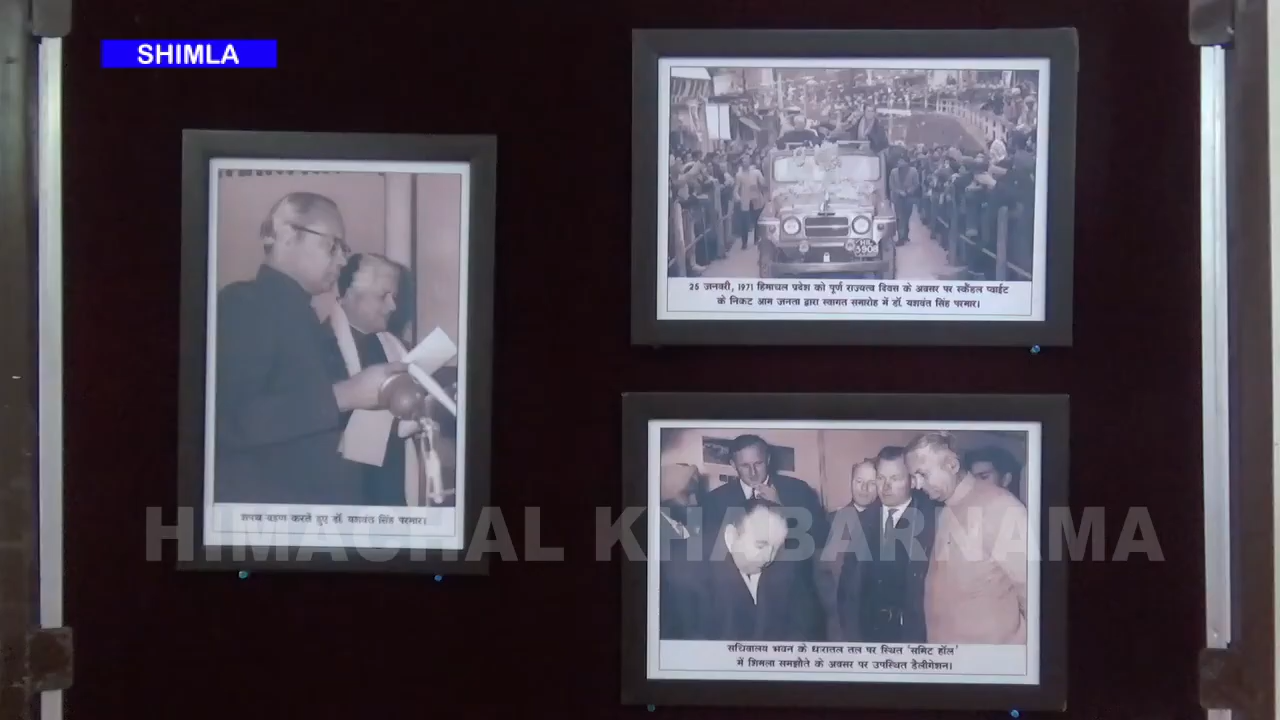 SHIMLA
25 जनवरी, 1971 हिमाचल प्रदेश को पूर्ण राज्यत्व दिवस के अवसर पर स्कैंडल प्वाईंट
के निकट आम जनता द्वारा स्वागत समारोह में डॉ. यशवंत सिंह परमार।
शपथ ग्रहण करते हुए डॉ. यशवंत सिंह परमार।
HIMACHAL KHABARNAMA
सचिवालय भवन के धरातल तल पर स्थित 'समिट हॉल'
में शिमला समझौते के अवसर पर उपस्थित डैलीगेशन।